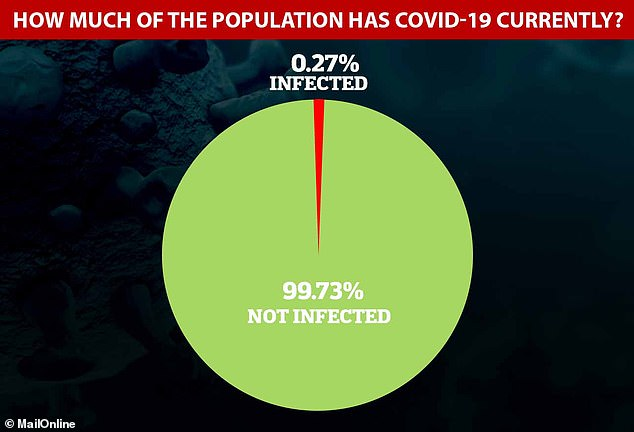 HOW MUCH OF THE POPULATION HAS COVID-19 CURRENTLY?
0.27%
INFECTED
99.73%
NOT INFECTED
© MailOnline